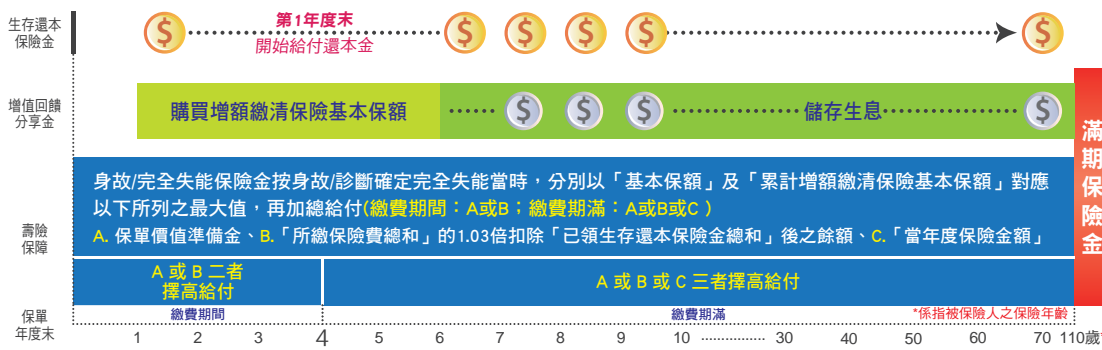 生存還本
保險金
第1年度末
開始給付還本金
增值回饋
分享金
購買增額繳清保險基本保額
儲存生息
滿期保險金
壽險
保障
身故/完全失能保險金按身故/診斷確定完全失能當時，分別以「基本保額」及「累計增額繳清保險基本保額」對應
以下所列之最大值，再加總給付(繳費期間：A或B；繳費期滿：A或B或C)
A. 保單價值準備金、B.「所繳保險費總和」的1.03倍扣除「已領生存還本保險金總和」後之餘額、C.「當年度保險金額」
A 或 B 二者
擇高給付
A 或 B 或 C 三者擇高給付
保單
年度末
繳費期間
繳費期滿
*係指被保險人之保險年齡
1 2 3 4 5 6 7 8 9 10 30 40 50 60 70 110歲*